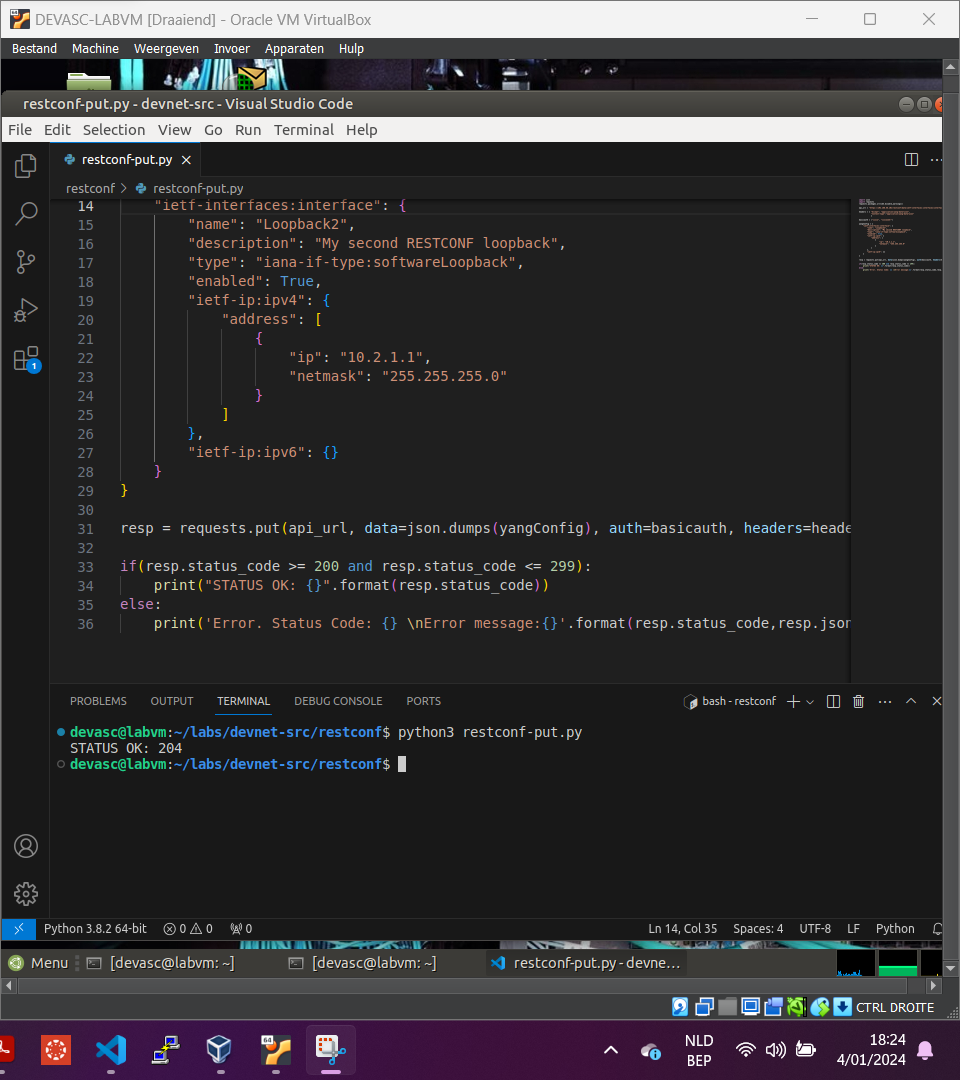 DEVASC-LABVM [Draaiend] - Oracle VM VirtualBox
Bestand Machine Weergeven Invoer Apparaten Hulp
restconf-put.py - devnet-src - Visual Studio Code
File Edit Selection View Go Run Terminal Help
restconf-put.py
restconf > restconf-put.py
14 "ietf-interfaces:interface": {
15 "name": "Loopback2",
16 "description": "My second RESTCONF loopback",
17 "type": "iana-if-type:softwareLoopback",
18 "enabled": True,
19 "ietf-ip:ipv4": {
20 "address": [
21 {
22 "ip": "10.2.1.1",
23 "netmask": "255.255.255.0"
24 }
25 ]
26 },
27 "ietf-ip:ipv6": {}
28 }
29 }
30
31 resp = requests.put(api_url, data=json.dumps(yangConfig), auth=basicauth, headers=heade
32
33 if(resp.status_code >= 200 and resp.status_code <= 299):
34 print("STATUS OK: {}".format(resp.status_code))
35 else:
36 print('Error. Status Code: {} \nError message:{}'.format(resp.status_code,resp.json
1
PROBLEMS OUTPUT TERMINAL DEBUG CONSOLE PORTS bash - restconf
devasc@labvm:~/labs/devnet-src/restconf$ python3 restconf-put.py
STATUS OK: 204
devasc@labvm:~/labs/devnet-src/restconf$
Python 3.8.2 64-bit 0 0 0 Ln 14, Col 35 Spaces: 4 UTF-8 LF Python
Menu [devasc@labvm: ~] [devasc@labvm: ~] restconf-put.py - devne...
CTRL DROITE
NLD
BEP
18:24
4/01/2024